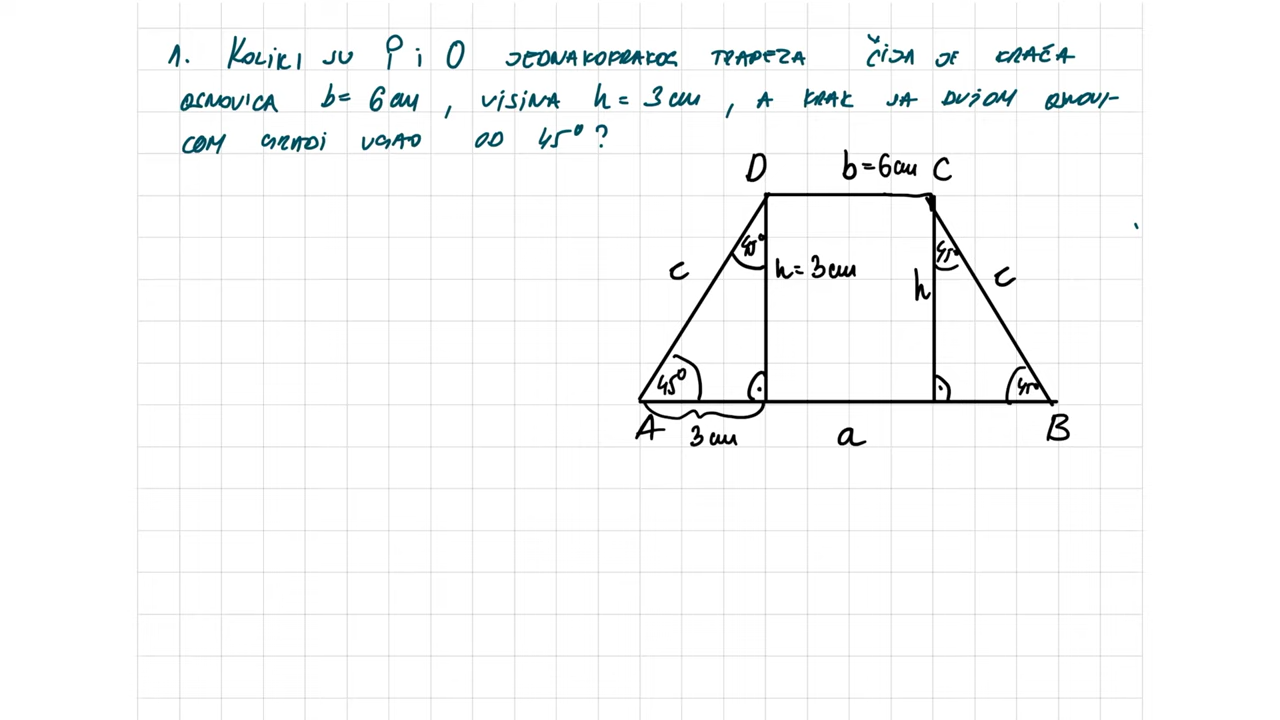 1. KOLIKI SU P i O JEDNAKOKRAKOG TRAPEZA ČIJA JE KRAĆA
OSNOVICA b = 6 cm , VISINA h = 3 cm , A KRAK SA DUŽOM OSNOVI-
COM GRADI UGAO OD 45° ?
D b = 6 cm C
45° 45°
c h = 3 cm h c
45° 45°
A 3 cm a B